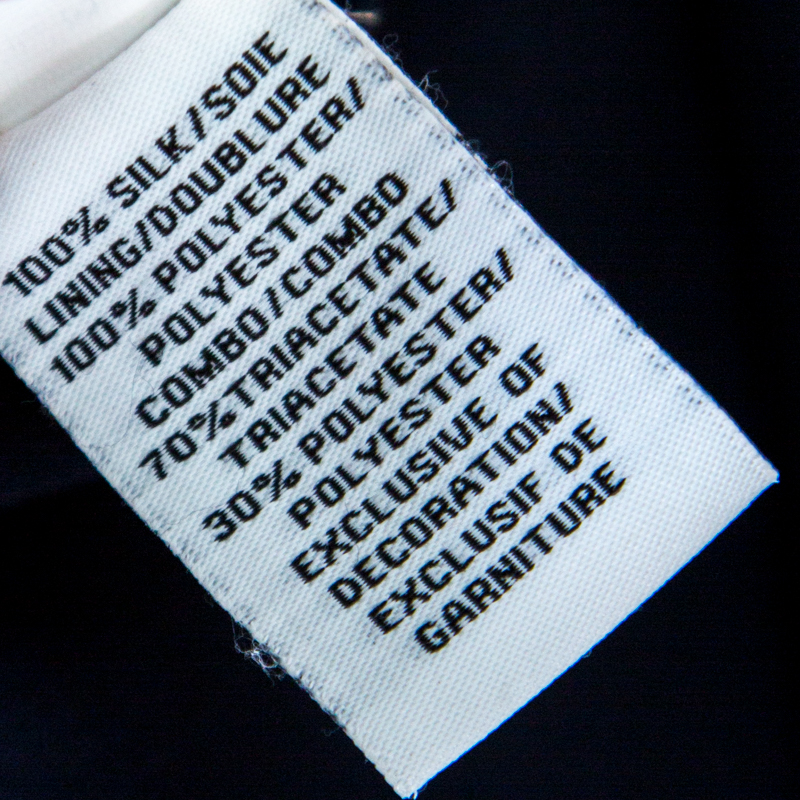 100% SILK/SOIE
LINING/DOUBLURE
100% POLYESTER/
POLYESTER
COMBO/COMBO
70%TRIACETATE/
TRIACETATE
30% POLYESTER/
POLYESTER
EXCLUSIVE OF
DECORATION/
EXCLUSIF DE
GARNITURE